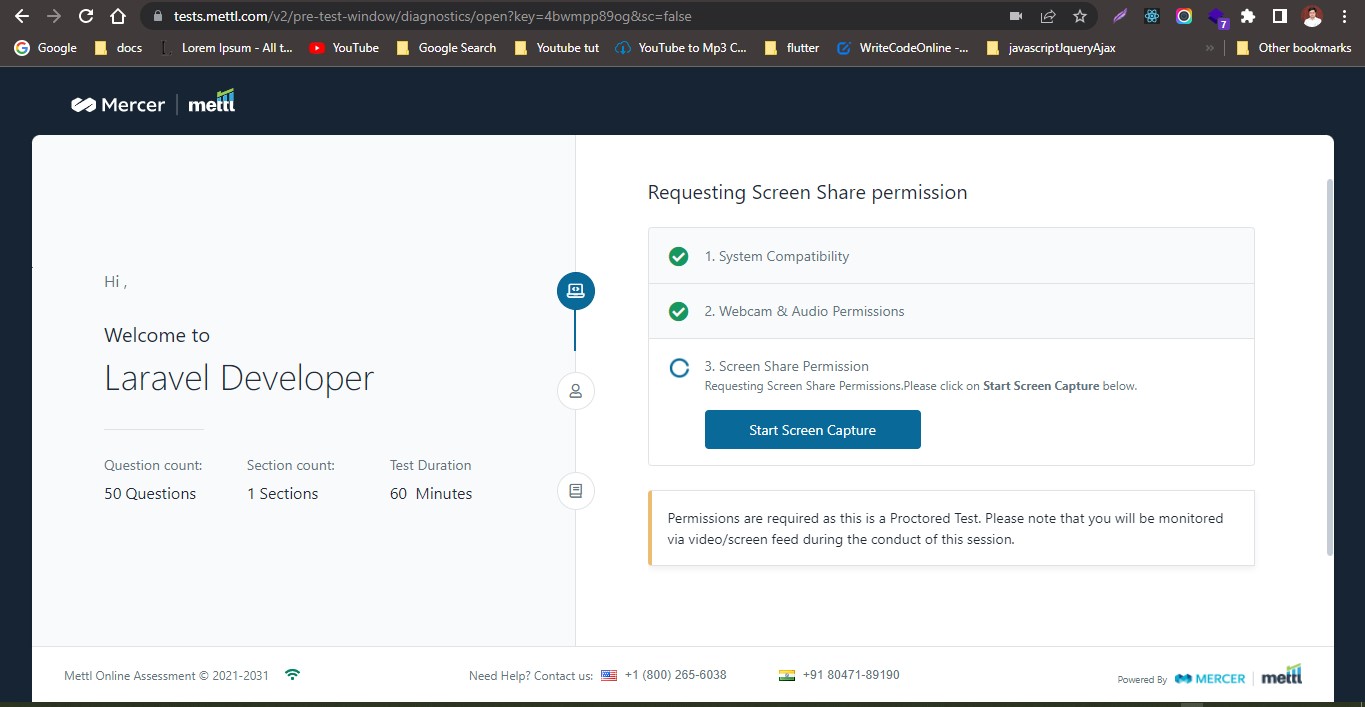 tests.mettl.com/v2/pre-test-window/diagnostics/open?key=4bwmpp89og&sc=false
7
Google docs Lorem Ipsum - All t... YouTube Google Search Youtube tut YouTube to Mp3 C... flutter WriteCodeOnline -... javascriptJqueryAjax » Other bookmarks
Mercer | mettl
Hi ,
Welcome to
Laravel Developer
Question count: Section count: Test Duration
50 Questions 1 Sections 60 Minutes
Requesting Screen Share permission
1. System Compatibility
2. Webcam & Audio Permissions
3. Screen Share Permission
Requesting Screen Share Permissions.Please click on Start Screen Capture below.
Start Screen Capture
Permissions are required as this is a Proctored Test. Please note that you will be monitored
via video/screen feed during the conduct of this session.
Mettl Online Assessment © 2021-2031 Need Help? Contact us: +1 (800) 265-6038 +91 80471-89190 Powered By MERCER | mettl